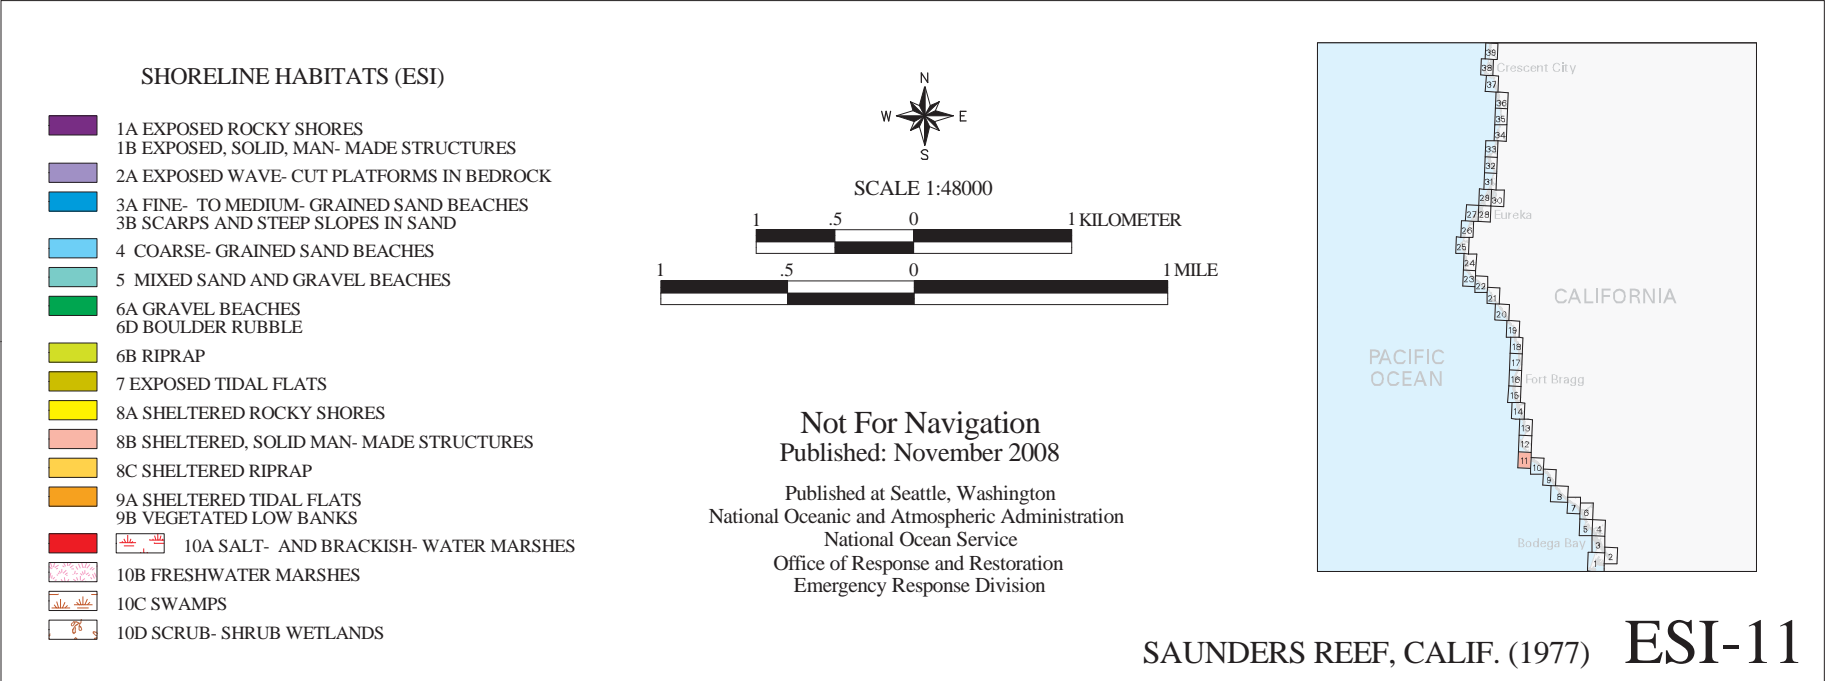 SHORELINE HABITATS (ESI)
1A EXPOSED ROCKY SHORES
1B EXPOSED, SOLID, MAN- MADE STRUCTURES
2A EXPOSED WAVE- CUT PLATFORMS IN BEDROCK
3A FINE- TO MEDIUM- GRAINED SAND BEACHES
3B SCARPS AND STEEP SLOPES IN SAND
4 COARSE- GRAINED SAND BEACHES
5 MIXED SAND AND GRAVEL BEACHES
6A GRAVEL BEACHES
6D BOULDER RUBBLE
6B RIPRAP
7 EXPOSED TIDAL FLATS
8A SHELTERED ROCKY SHORES
8B SHELTERED, SOLID MAN- MADE STRUCTURES
8C SHELTERED RIPRAP
9A SHELTERED TIDAL FLATS
9B VEGETATED LOW BANKS
10A SALT- AND BRACKISH- WATER MARSHES
10B FRESHWATER MARSHES
10C SWAMPS
10D SCRUB- SHRUB WETLANDS
N
W E
S
SCALE 1:48000
1 .5 0 1 KILOMETER
1 .5 0 1 MILE
Not For Navigation
Published: November 2008
Published at Seattle, Washington
National Oceanic and Atmospheric Administration
National Ocean Service
Office of Response and Restoration
Emergency Response Division
39
38 Crescent City
37
36
35
34
33
32
31
29 30
27 28 Eureka
26
25
24
23
22
21
CALIFORNIA
20
19
18
PACIFIC
OCEAN
17
16 Fort Bragg
15
14
13
12
11
10
9
8
7
6
5 4
Bodega Bay 3
2
1
SAUNDERS REEF, CALIF. (1977) ESI-11